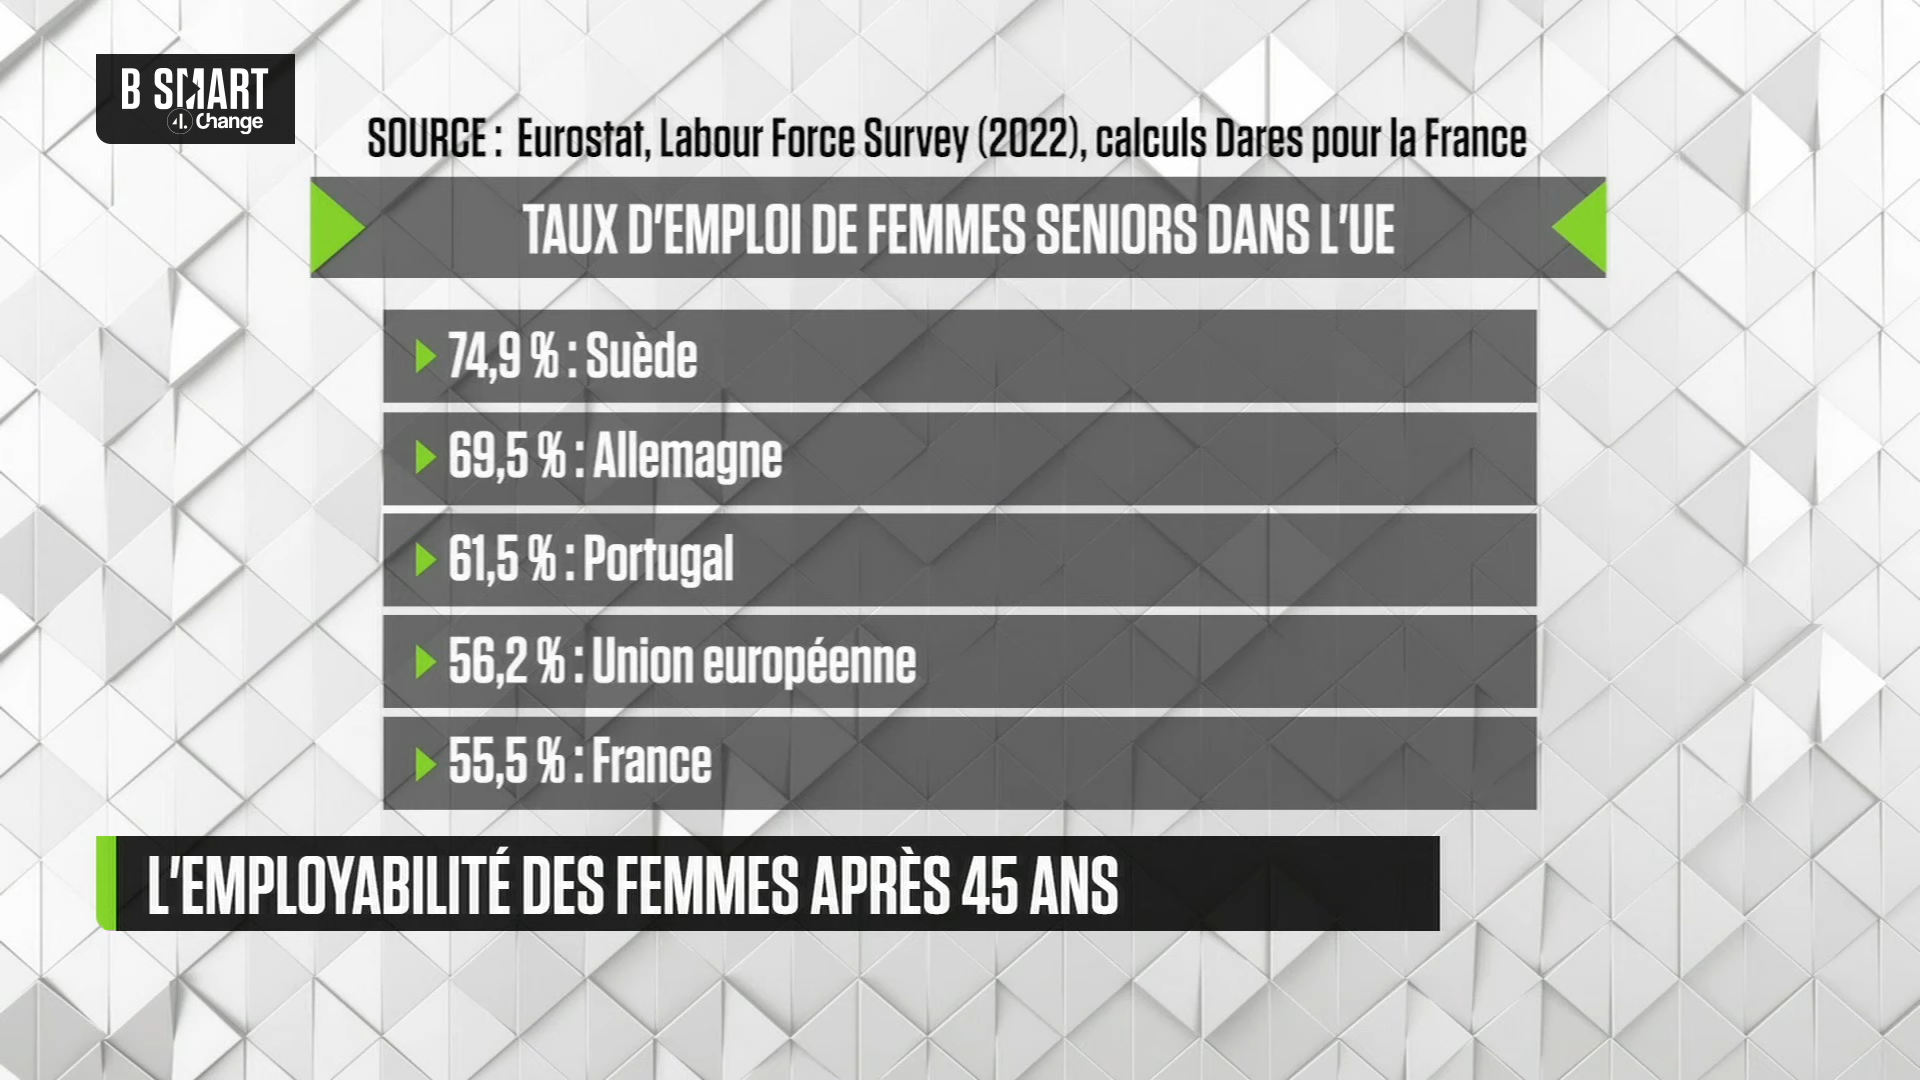 B SMART
4. Change
SOURCE : Eurostat, Labour Force Survey (2022), calculs Dares pour la France
TAUX D'EMPLOI DE FEMMES SENIORS DANS L'UE
74,9 % : Suède
69,5 % : Allemagne
61,5 % : Portugal
56,2 % : Union européenne
55,5 % : France
L'EMPLOYABILITÉ DES FEMMES APRÈS 45 ANS